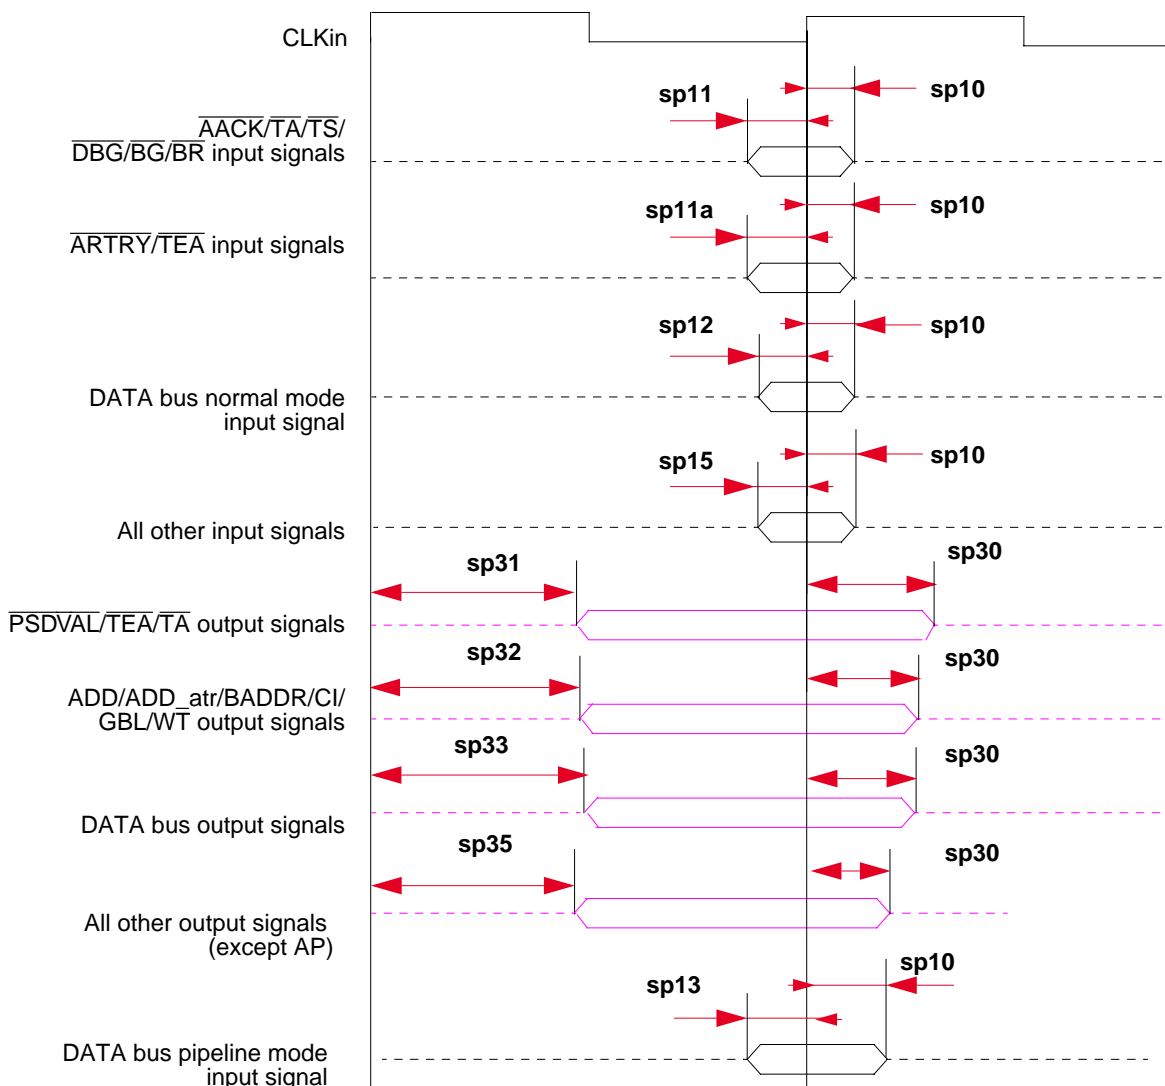 CLKin
sp11
sp10
AACK/TA/TS/
DBG/BG/BR input signals
sp11a
sp10
ARTRY/TEA input signals
sp12
sp10
DATA bus normal mode
input signal
sp15
sp10
All other input signals
sp31
sp30
PSDVAL/TEA/TA output signals
sp32
sp30
ADD/ADD_atr/BADDR/CI/
GBL/WT output signals
sp33
sp30
DATA bus output signals
sp35
sp30
All other output signals
(except AP)
sp13
sp10
DATA bus pipeline mode
input signal